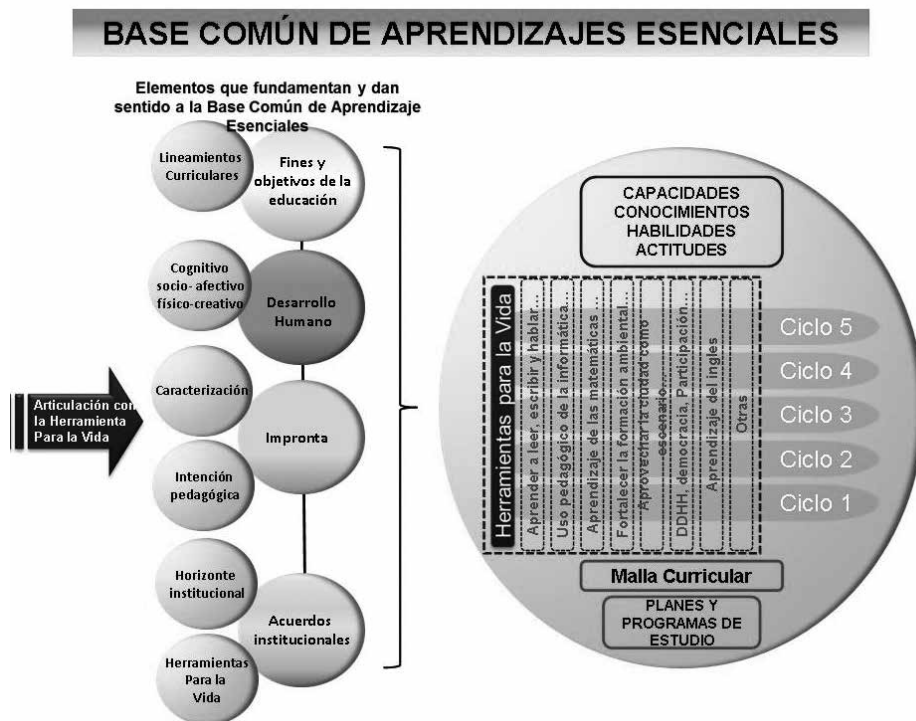 BASE COMÚN DE APRENDIZAJES ESENCIALES
Elementos que fundamentan y dan
sentido a la Base Común de Aprendizaje
Esenciales
Lineamientos
Curriculares
Fines y
objetivos de la
educación
Cognitivo
socio- afectivo
físico-creativo
Desarrollo
Humano
Articulación con
la Herramienta
Para la Vida
Caracterización
Impronta
Intención
pedagógica
Horizonte
institucional
Acuerdos
institucionales
Herramientas
Para la
Vida
CAPACIDADES
CONOCIMIENTOS
HABILIDADES
ACTITUDES
Herramientas para la Vida
Aprender a leer, escribir y hablar...
Uso pedagógico de la informática...
Aprendizaje de las matemáticas ...
Fortalecer la formación ambiental...
Aprovechar la ciudad como
escenario....
DDHH, democracia, Participación...
Aprendizaje del ingles
Otras
Ciclo 5
Ciclo 4
Ciclo 3
Ciclo 2
Ciclo 1
Malla Curricular
PLANES Y
PROGRAMAS DE
ESTUDIO